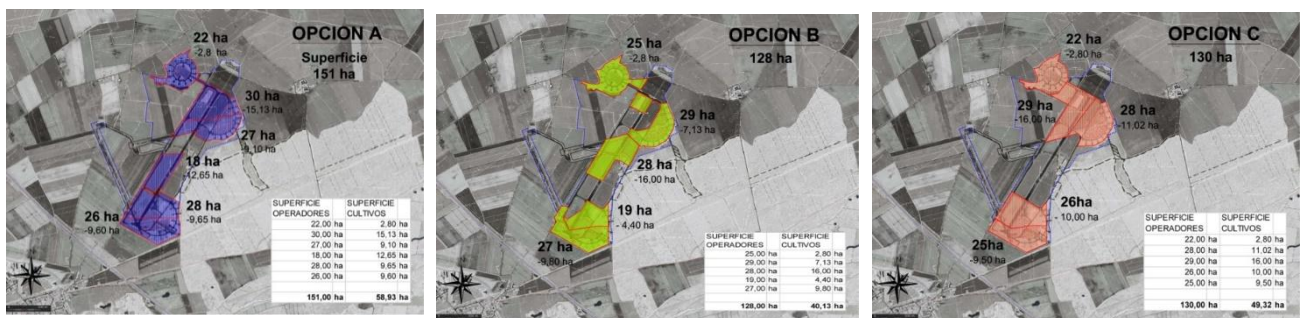 22 ha
-2,8 ha
OPCION A
Superficie
151 ha
30 ha
-15,13 ha
27 ha
-9,10 ha
18 ha
-12,65 ha
28 ha
-9,65 ha
26 ha
-9,60 ha
SUPERFICIE OPERADORES SUPERFICIE CULTIVOS
22,00 ha 2,80 ha
30,00 ha 15,13 ha
27,00 ha 9,10 ha
18,00 ha 12,65 ha
28,00 ha 9,65 ha
26,00 ha 9,60 ha
151,00 ha 58,93 ha
25 ha
-2,8 ha
OPCION B
128 ha
29 ha
-7,13 ha
28 ha
-16,00 ha
19 ha
- 4,40 ha
27 ha
-9,80 ha
SUPERFICIE OPERADORES SUPERFICIE CULTIVOS
25,00 ha 2,80 ha
29,00 ha 7,13 ha
28,00 ha 16,00 ha
19,00 ha 4,40 ha
27,00 ha 9,80 ha
128,00 ha 40,13 ha
22 ha
-2,80 ha
OPCION C
130 ha
29 ha
-16,00 ha
28 ha
-11,02 ha
26ha
- 10,00 ha
25ha
-9,50 ha
SUPERFICIE OPERADORES SUPERFICIE CULTIVOS
22,00 ha 2,80 ha
28,00 ha 11,02 ha
29,00 ha 16,00 ha
26,00 ha 10,00 ha
25,00 ha 9,50 ha
130,00 ha 49,32 ha